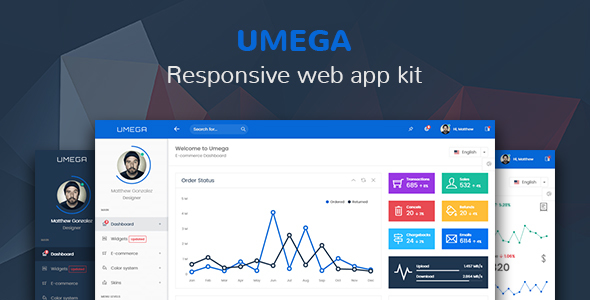 UMEGA
Responsive web app kit
UMEGA
Matthew Gonzalez
Designer
Dashboard
Widgets
E-commerce
Color system
Skins
UMEGA
Search for...
Hi, Matthew
Matthew Gonzalez
Designer
Dashboard
Widgets
E-commerce
Color system
Skins
Welcome to Umega
E-commerce Dashboard
English
Order Status
Ordered
Returned
Jan Feb Mar Apr May Jun Jul Aug Sep Oct Nov Dec
Transactions
685
Sales
532
Cancels
20
Refunds
20
Chargebacks
24
Emails
684
Upload
Download
Hi, Matthew
English
820
$